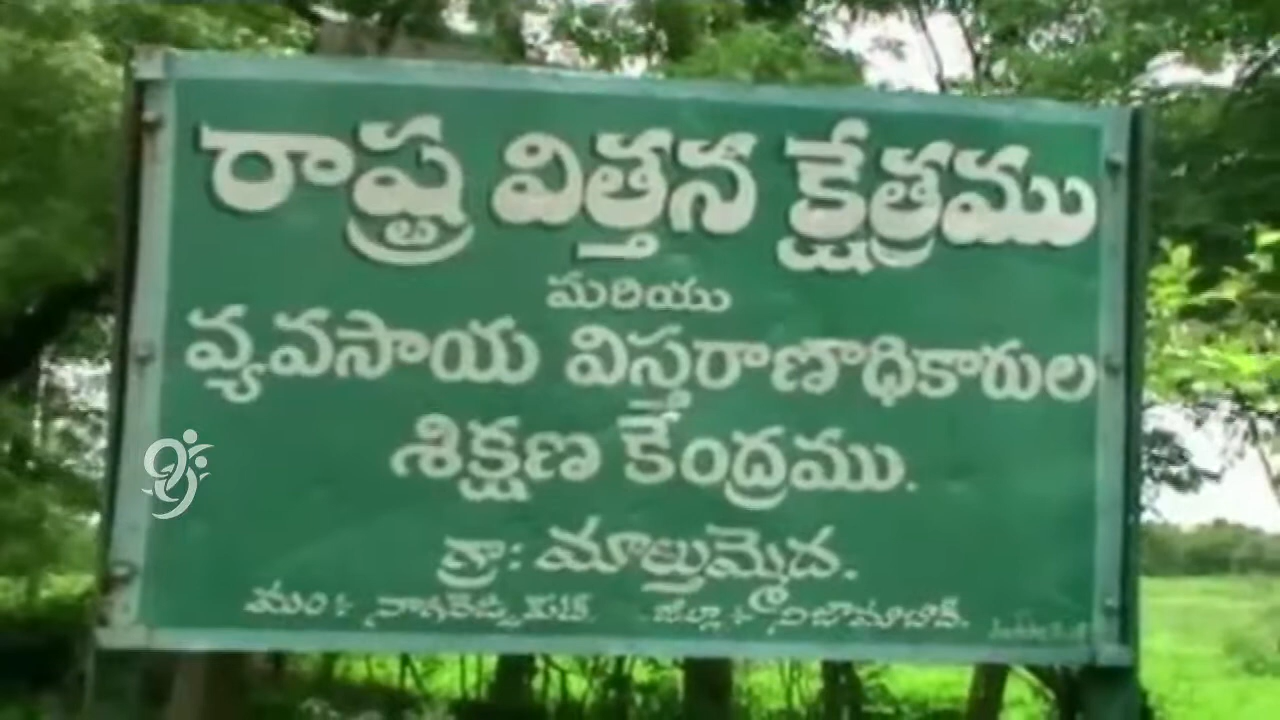 రాష్ట్ర విత్తన క్షేత్రము
మరియు
వ్యవసాయ విస్తరణాధికారుల
శిక్షణ కేంద్రము.
గ్రా: మాల్తుమ్మెద.
మం: నాగిరెడ్డి జిల్లా: నిజామాబాద్.